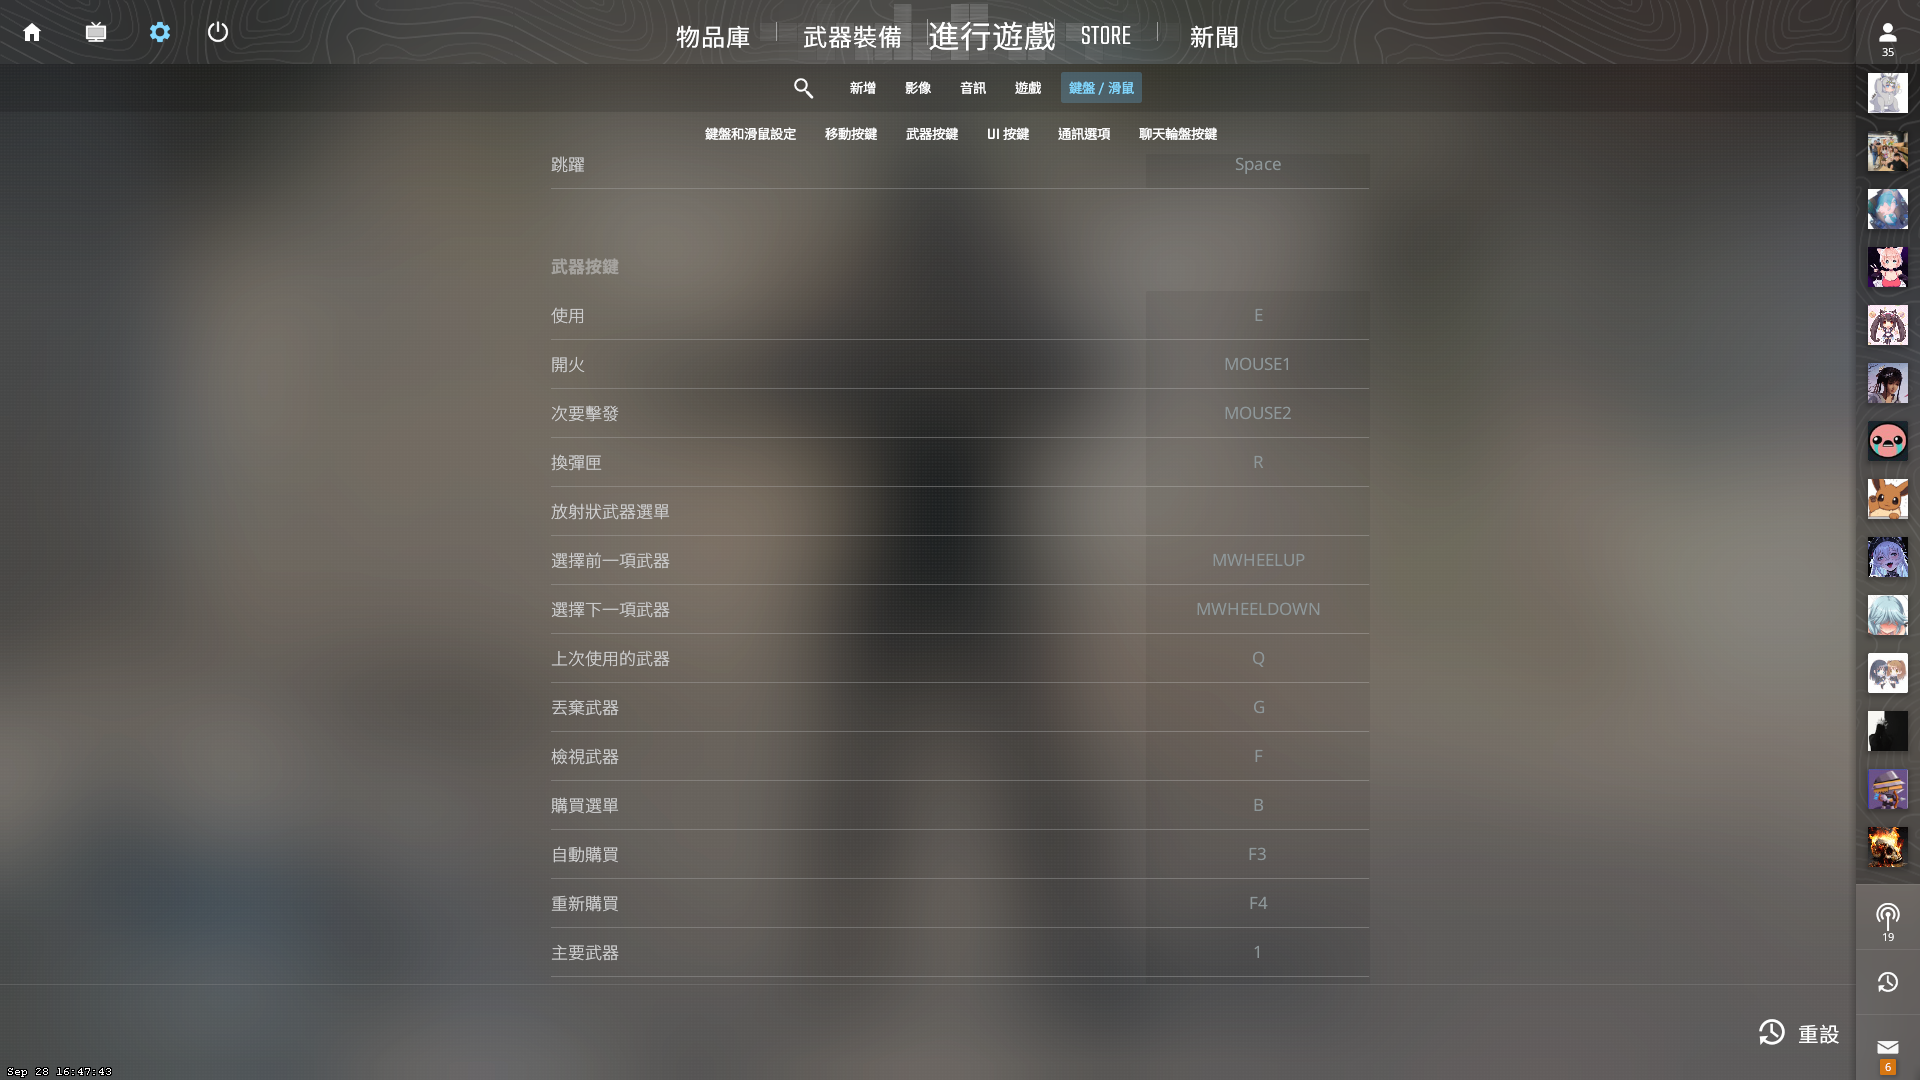 物品庫 武器裝備 進行遊戲 STORE 新聞
35
新增 影像 音訊 遊戲 鍵盤 / 滑鼠
鍵盤和滑鼠設定 移動按鍵 武器按鍵 UI 按鍵 通訊選項 聊天輪盤按鍵
跳躍 Space
武器按鍵
使用 E
開火 MOUSE1
次要擊發 MOUSE2
換彈匣 R
放射狀武器選單
選擇前一項武器 MWHEELUP
選擇下一項武器 MWHEELDOWN
上次使用的武器 Q
丟棄武器 G
檢視武器 F
購買選單 B
自動購買 F3
重新購買 F4
主要武器 1
19
重設
6
Sep 28 16:47:43